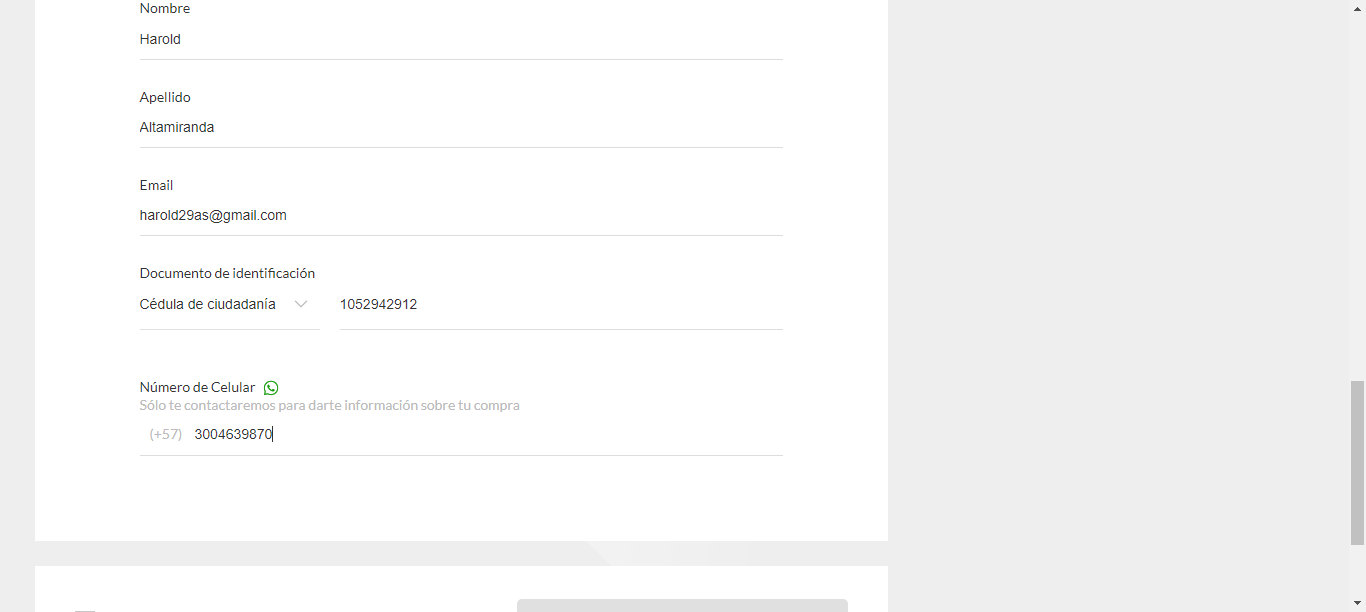 Nombre
Harold
Apellido
Altamiranda
Email
harold29as@gmail.com
Documento de identificación
Cédula de ciudadanía 1052942912
Número de Celular
Sólo te contactaremos para darte información sobre tu compra
(+57) 3004639870